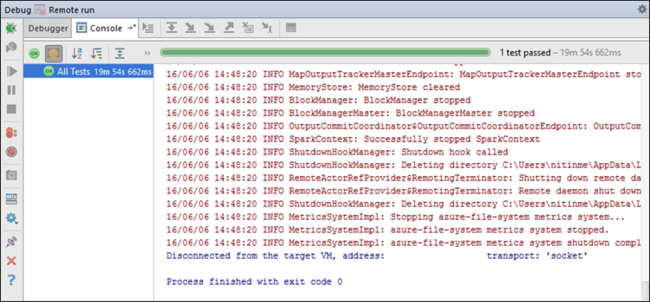 Debug Remote run
Debugger Console
1 test passed – 19m 54s 662ms
OK All Tests 19m 54s 662ms
16/06/06 14:48:20 INFO MapOutputTrackerMasterEndpoint: MapOutputTrackerMasterEndpoint sto
16/06/06 14:48:20 INFO MemoryStore: MemoryStore cleared
16/06/06 14:48:20 INFO BlockManager: BlockManager stopped
16/06/06 14:48:20 INFO BlockManagerMaster: BlockManagerMaster stopped
16/06/06 14:48:20 INFO OutputCommitCoordinator$OutputCommitCoordinatorEndpoint: OutputCom
16/06/06 14:48:20 INFO SparkContext: Successfully stopped SparkContext
16/06/06 14:48:20 INFO ShutdownHookManager: Shutdown hook called
16/06/06 14:48:20 INFO ShutdownHookManager: Deleting directory C:\Users\nitinme\AppData\L
16/06/06 14:48:20 INFO RemoteActorRefProvider$RemotingTerminator: Shutting down remote da
16/06/06 14:48:20 INFO RemoteActorRefProvider$RemotingTerminator: Remote daemon shut down
16/06/06 14:48:20 INFO ShutdownHookManager: Deleting directory C:\Users\nitinme\AppData\L
16/06/06 14:48:20 INFO MetricsSystemImpl: Stopping azure-file-system metrics system...
16/06/06 14:48:20 INFO MetricsSystemImpl: azure-file-system metrics system stopped.
16/06/06 14:48:20 INFO MetricsSystemImpl: azure-file-system metrics system shutdown compl
Disconnected from the target VM, address: transport: 'socket'
Process finished with exit code 0